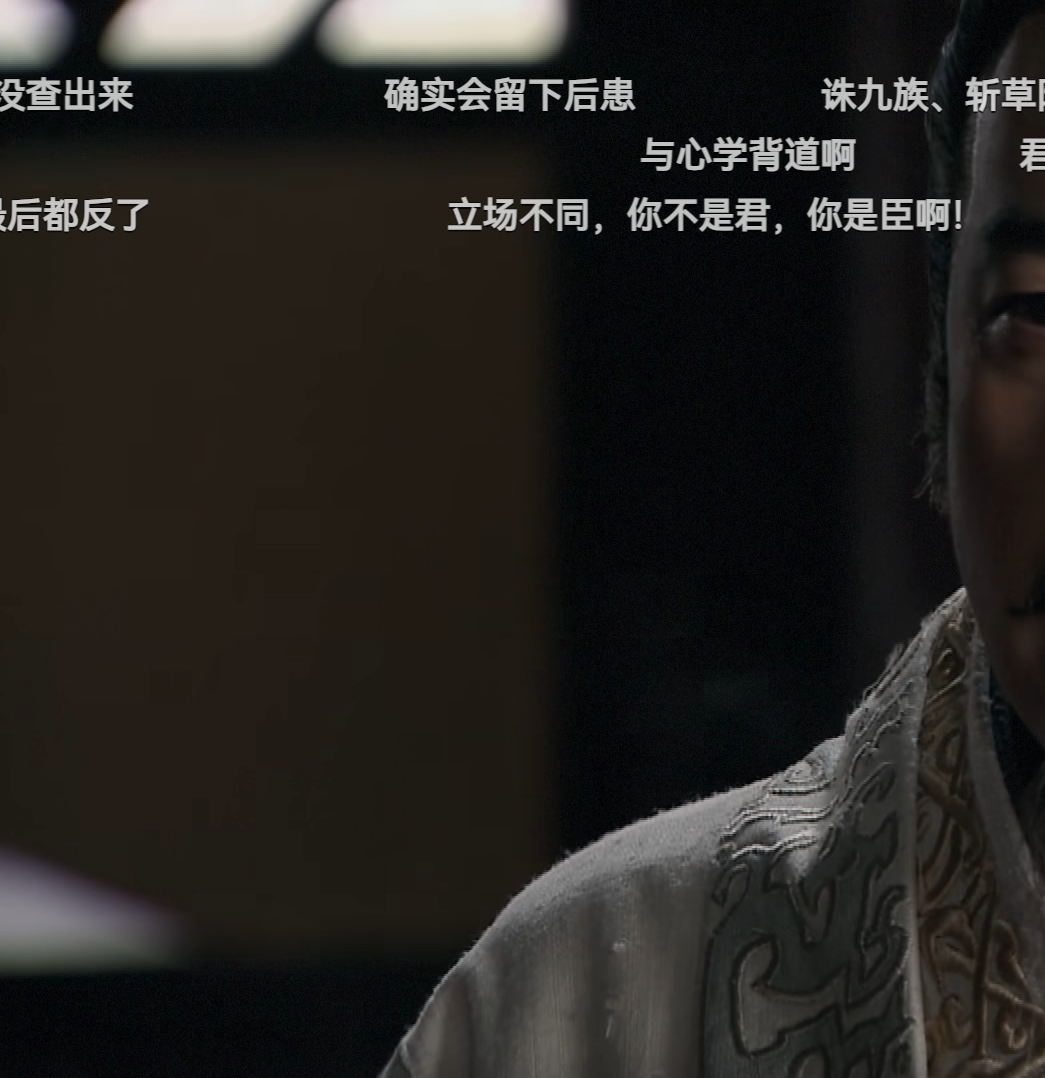 没查出来 确实会留下后患 诛九族、斩草
与心学背道啊 君
后都反了 立场不同，你不是君，你是臣啊！